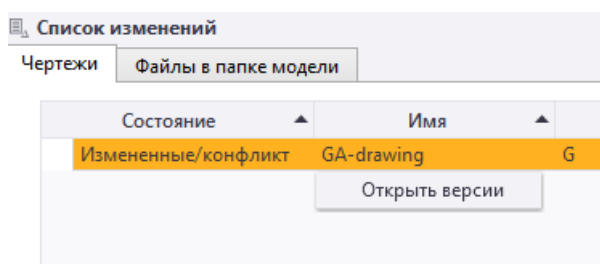 Список изменений
Чертежи Файлы в папке модели
Состояние Имя
Измененные/конфликт GA-drawing G
Открыть версии